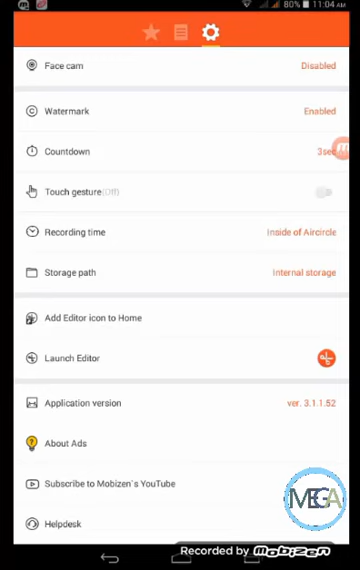 80% 11:04 AM
Face cam Disabled
Watermark Enabled
Countdown 3sec
Touch gesture(Off)
Recording time Inside of Aircircle
Storage path Internal storage
Add Editor icon to Home
Launch Editor
Application version ver. 3.1.1.52
About Ads
Subscribe to Mobizen`s YouTube
MEGA
Helpdesk
Recorded by mobizen